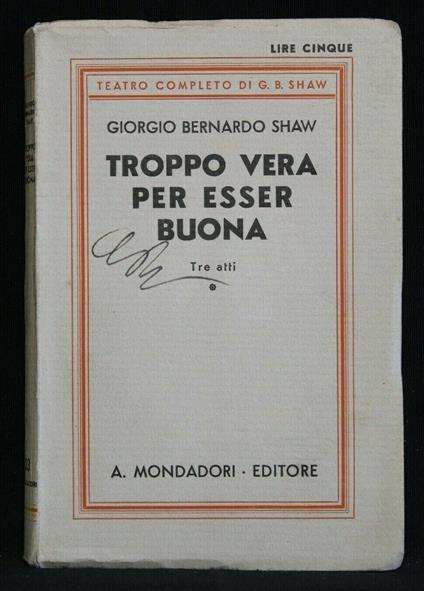 LIRE CINQUE
TEATRO COMPLETO DI G. B. SHAW
GIORGIO BERNARDO SHAW
TROPPO VERA
PER ESSER
BUONA
Tre atti
A. MONDADORI · EDITORE